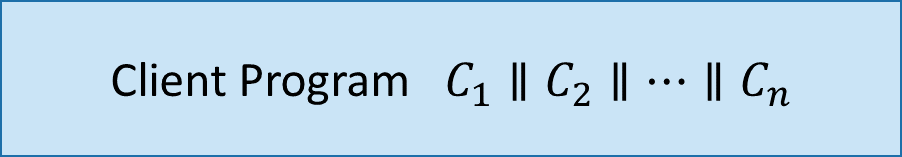 Client Program C₁ ∥ C₂ ∥ ⋯ ∥ Cₙ